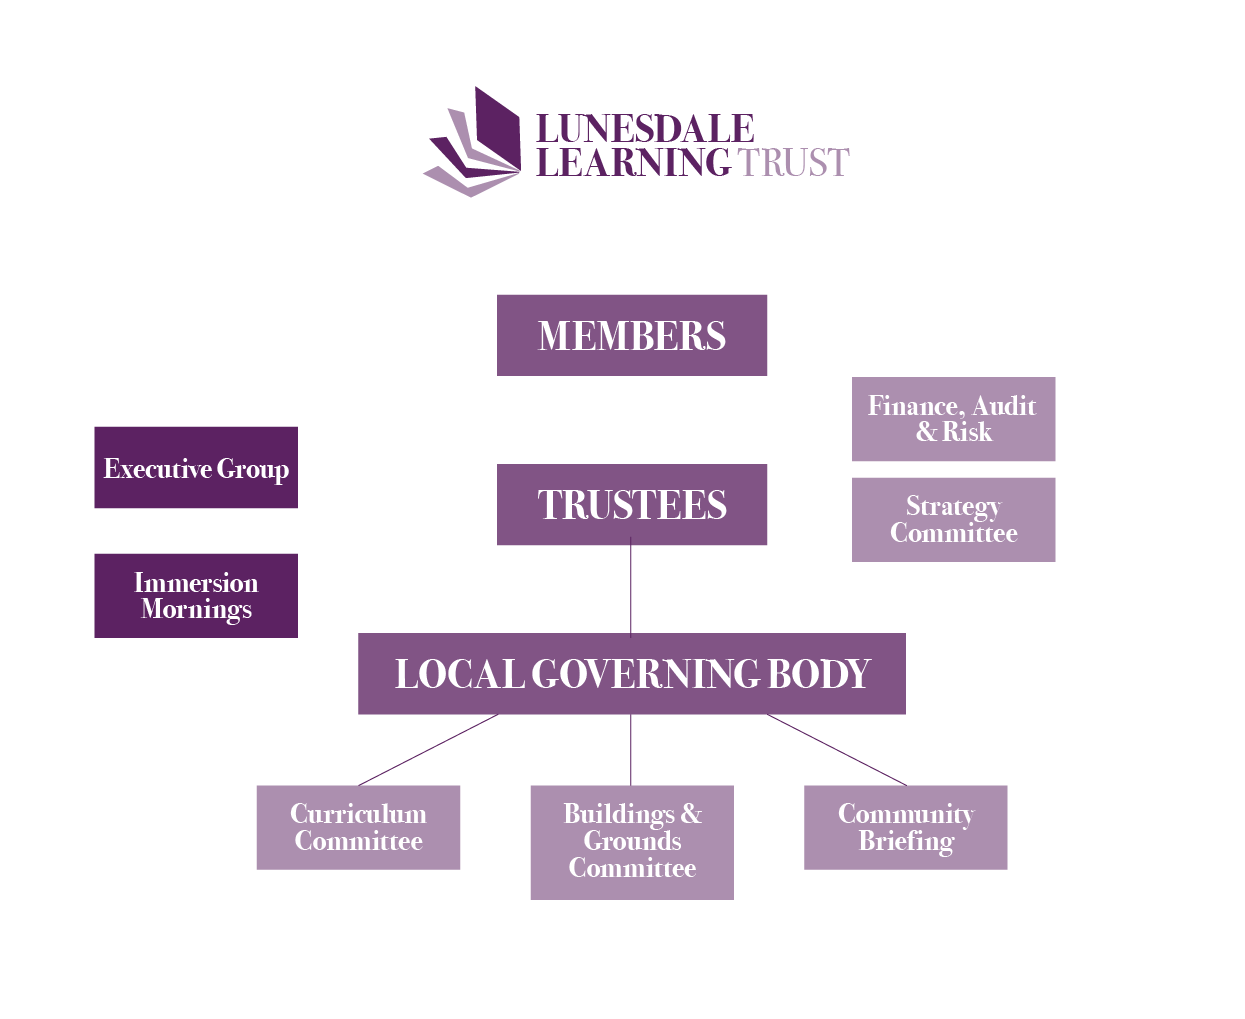 LUNESDALE
LEARNING TRUST
MEMBERS
Finance, Audit
& Risk
Executive Group
TRUSTEES
Strategy
Committee
Immersion
Mornings
LOCAL GOVERNING BODY
Curriculum
Committee
Buildings &
Grounds
Committee
Community
Briefing